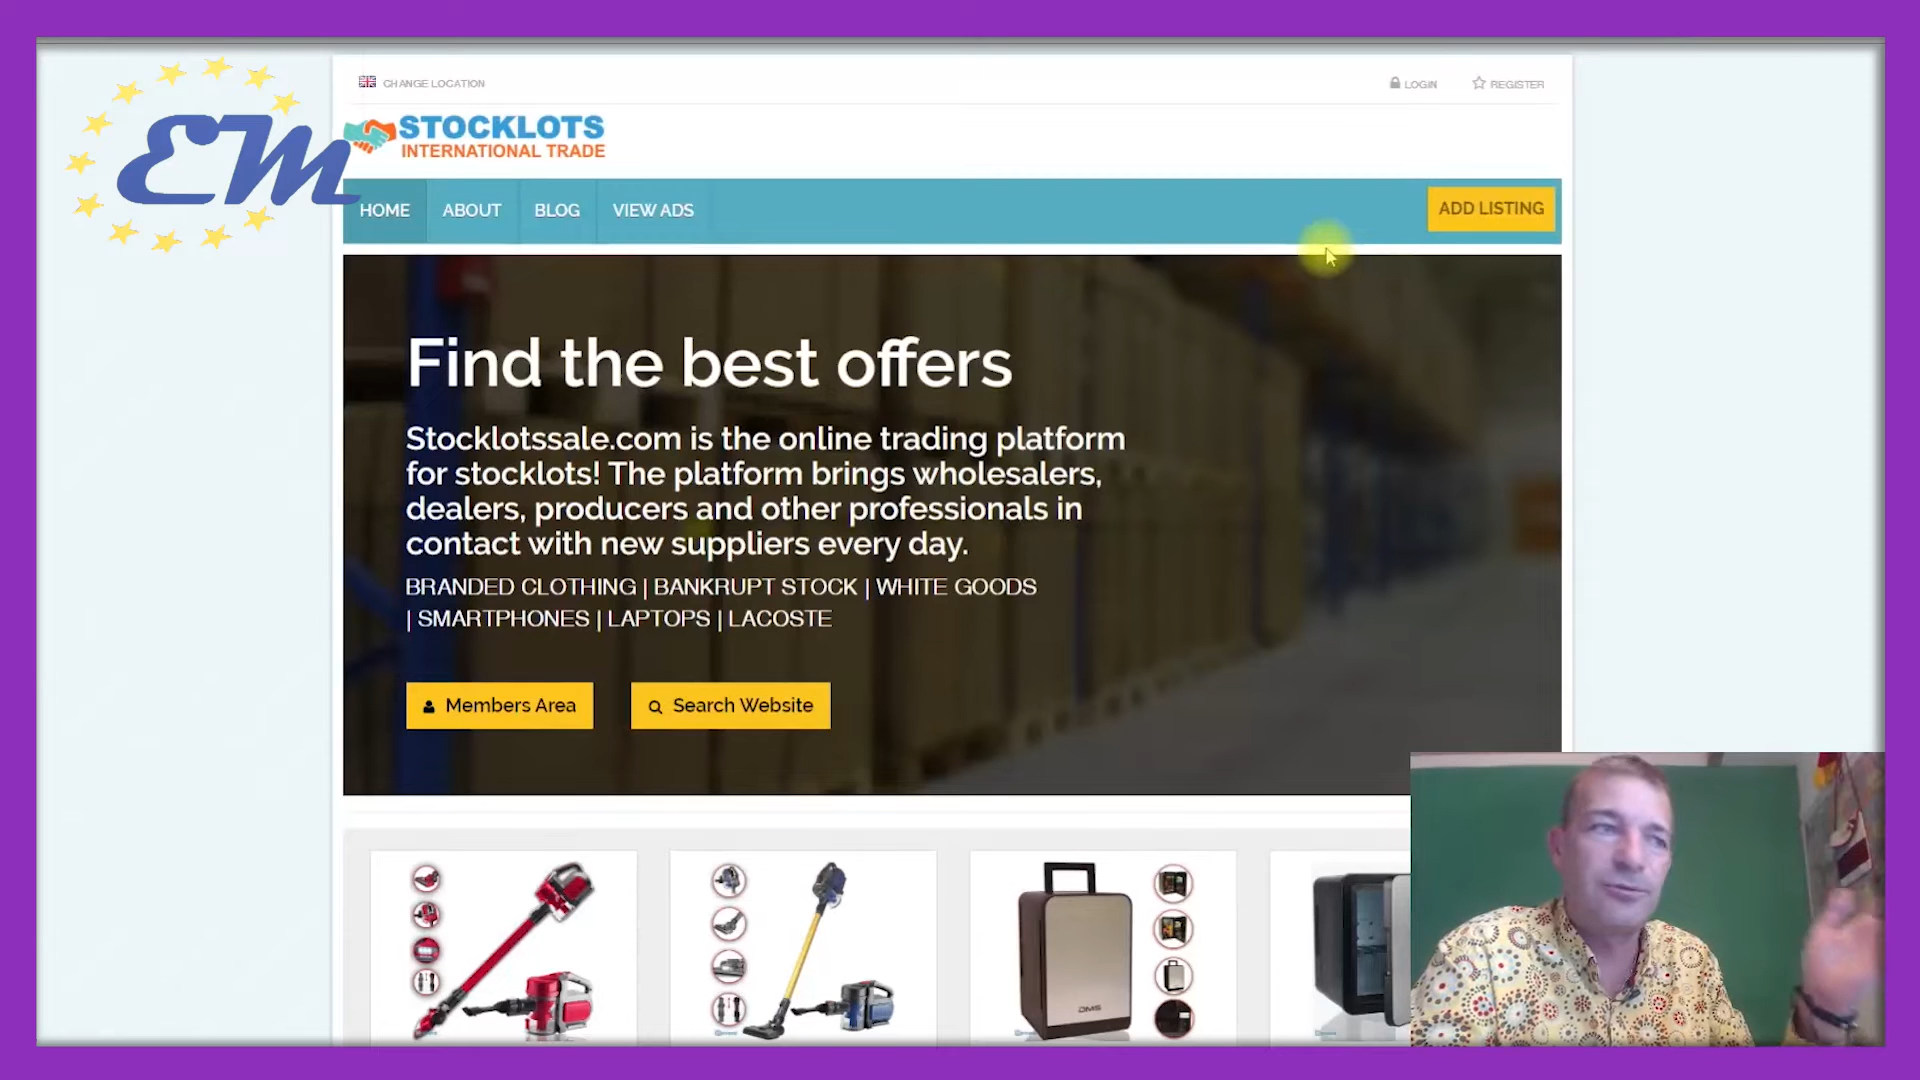 CHANGE LOCATION
LOGIN
REGISTER
EM
STOCKLOTS
INTERNATIONAL TRADE
HOME
ABOUT
BLOG
VIEW ADS
ADD LISTING
Find the best offers
Stocklotssale.com is the online trading platform
for stocklots! The platform brings wholesalers,
dealers, producers and other professionals in
contact with new suppliers every day.
BRANDED CLOTHING | BANKRUPT STOCK | WHITE GOODS
| SMARTPHONES | LAPTOPS | LACOSTE
Members Area
Search Website
DMS